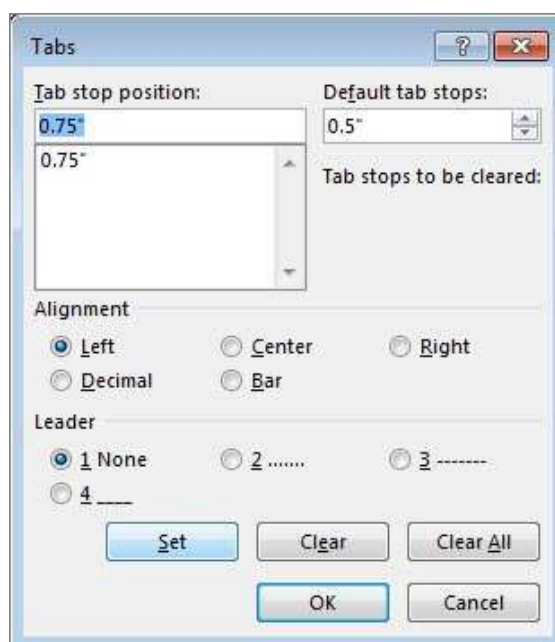 Tabs
Tab stop position:
Default tab stops:
0.75"
0.5"
0.75"
Tab stops to be cleared:
Alignment
Left
Center
Right
Decimal
Bar
Leader
1 None
2 .......
3 -------
4 ____
Set
Clear
Clear All
OK
Cancel